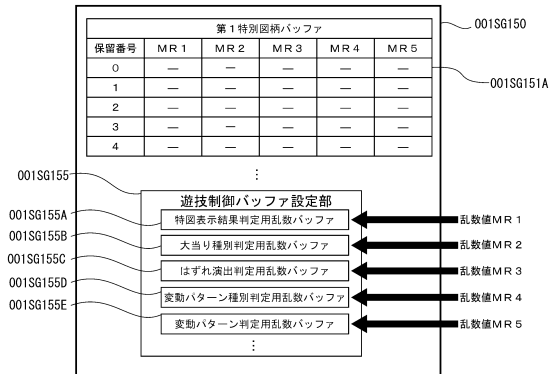 001SG150
第１特別図柄バッファ
保留番号 ＭＲ１ ＭＲ２ ＭＲ３ ＭＲ４ ＭＲ５
０ ― ― ― ― ―
１ ― ― ― ― ―
２ ― ― ― ― ―
３ ― ― ― ― ―
４ ― ― ― ― ―
001SG151A
⋮
001SG155
遊技制御バッファ設定部
001SG155A 特図表示結果判定用乱数バッファ 乱数値ＭＲ１
001SG155B 大当り種別判定用乱数バッファ 乱数値ＭＲ２
001SG155C はずれ演出判定用乱数バッファ 乱数値ＭＲ３
001SG155D 変動パターン種別判定用乱数バッファ 乱数値ＭＲ４
001SG155E 変動パターン判定用乱数バッファ 乱数値ＭＲ５
⋮